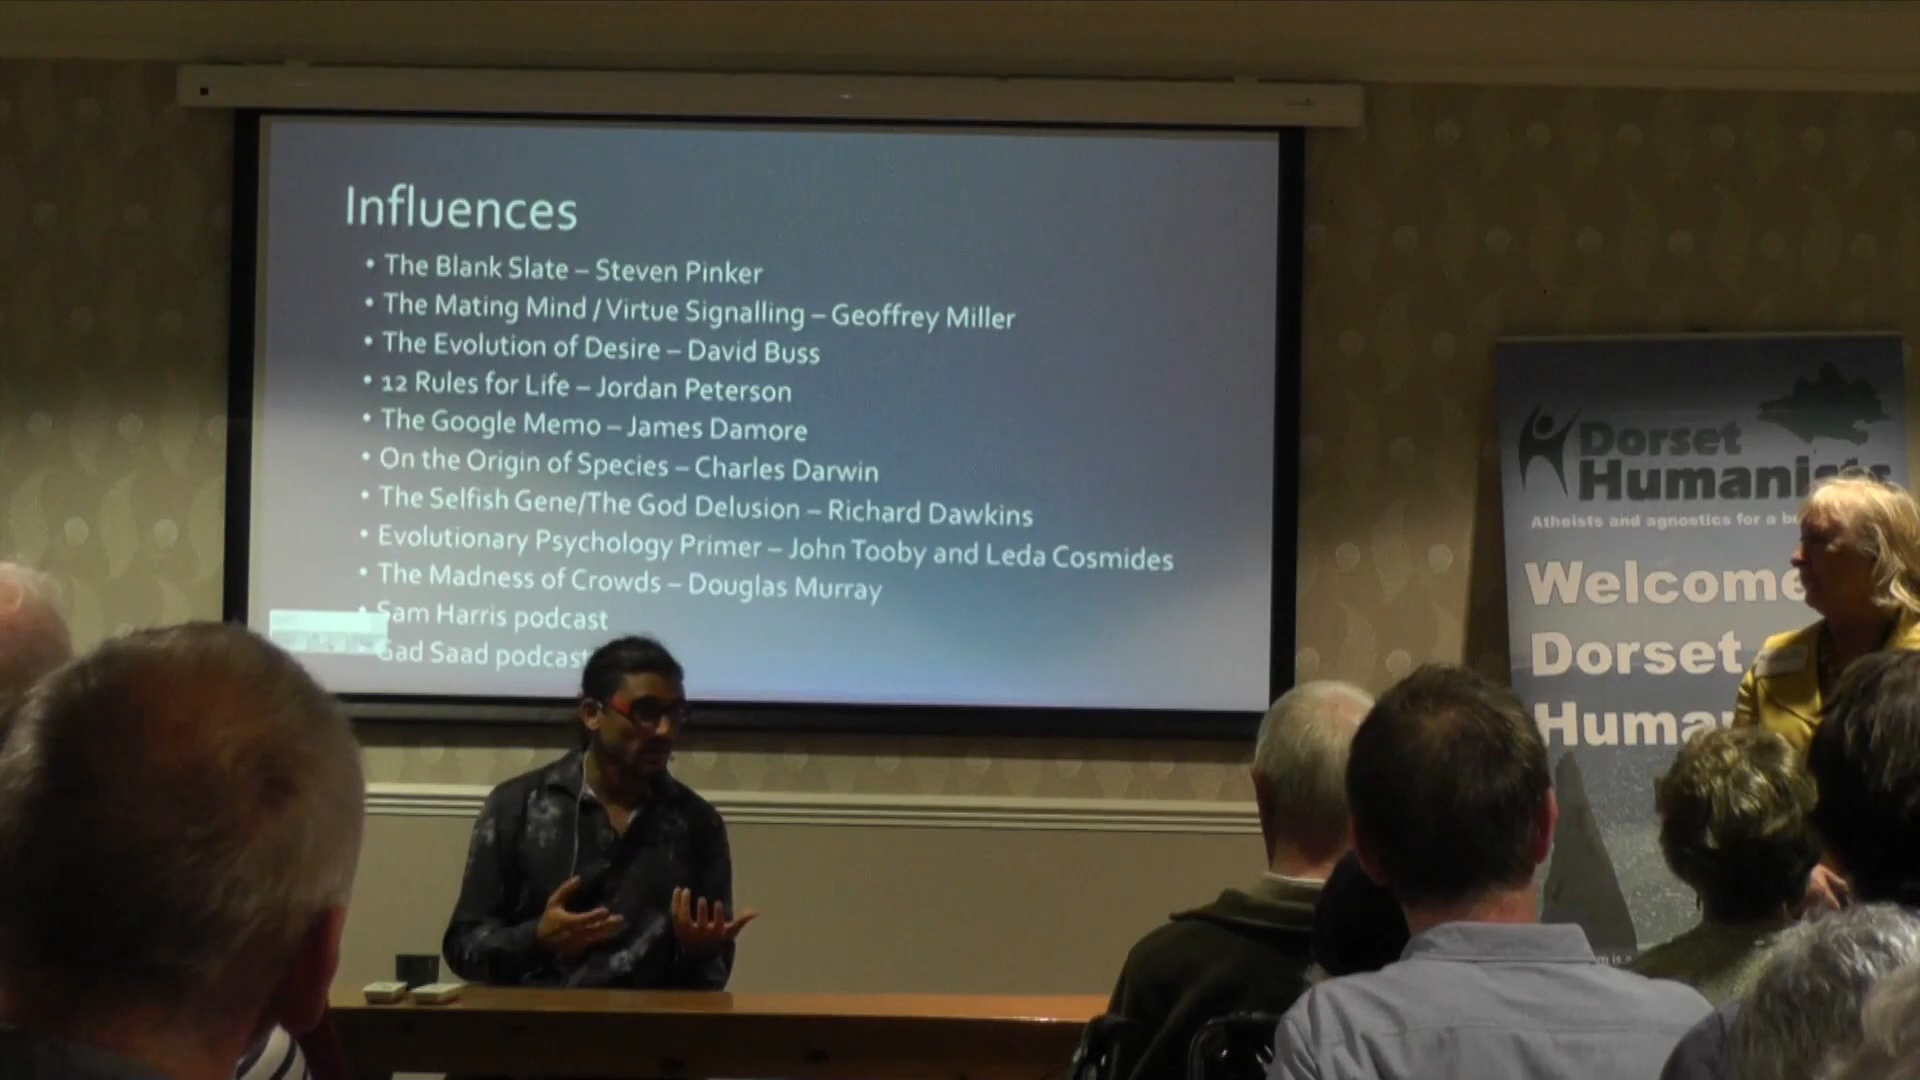 Influences
• The Blank Slate – Steven Pinker
• The Mating Mind / Virtue Signalling – Geoffrey Miller
• The Evolution of Desire – David Buss
• 12 Rules for Life – Jordan Peterson
• The Google Memo – James Damore
• On the Origin of Species – Charles Darwin
• The Selfish Gene/The God Delusion – Richard Dawkins
• Evolutionary Psychology Primer – John Tooby and Leda Cosmides
• The Madness of Crowds – Douglas Murray
• Sam Harris podcast
Gad Saad podcast
Dorset
Humanists
Atheists and agnostics for a
Welcome
Dorset
Huma